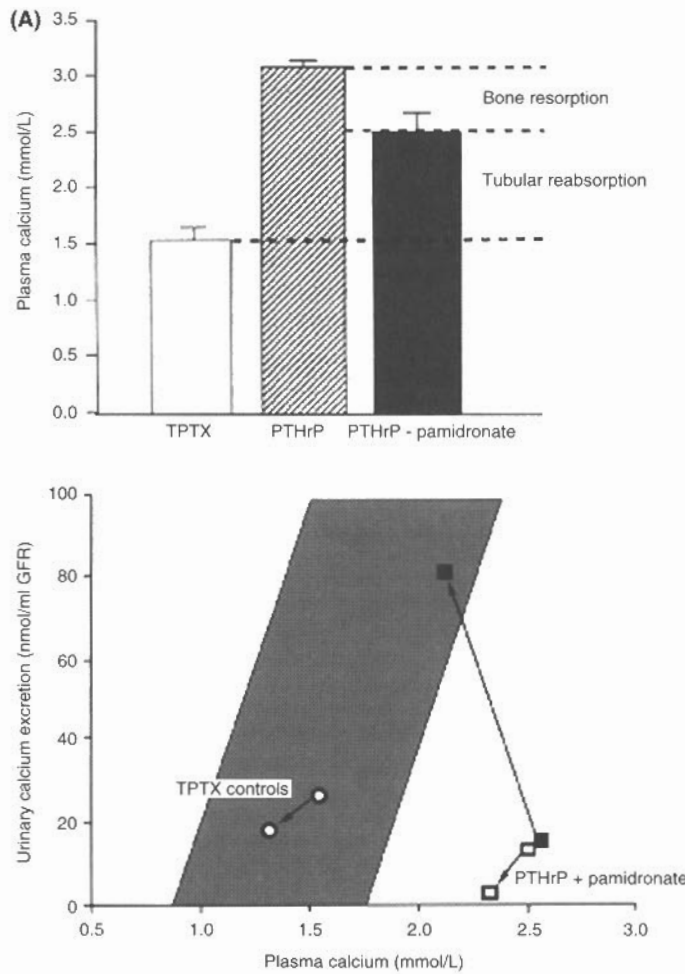 (A)
3.5
3.0
2.5
2.0
1.5
1.0
0.5
0.0
Plasma calcium (mmol/L)
Bone resorption
Tubular reabsorption
TPTX PTHrP PTHrP - pamidronate
100
80
60
40
20
0
Urinary calcium excretion (nmol/ml GFR)
TPTX controls
PTHrP + pamidronate
0.5 1.0 1.5 2.0 2.5 3.0
Plasma calcium (mmol/L)